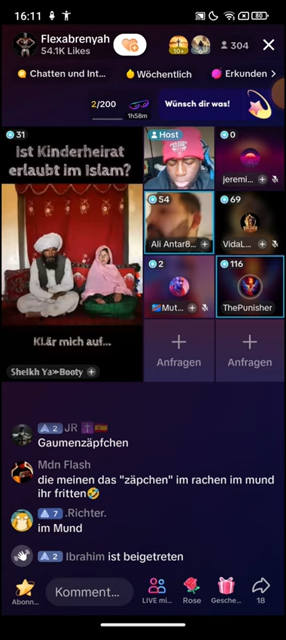 16:11
80
Flexabrenyah
54.1K Likes
10+
304
Chatten und Int...
Wöchentlich
Erkunden
2/200
1h58m
Wünsch dir was!
31
Ist Kinderheirat
erlaubt im Islam?
Klär mich auf...
Sheikh Ya≫Booty
Host
0
jeremi...
54
Ali Antar8...
69
VidaL...
2
Mut...
116
ThePunisher
Anfragen
Anfragen
2 JR
Gaumenzäpfchen
Mdn Flash
die meinen das "zäpchen" im rachen im mund
ihr fritten🤣
7 .Richter.
im Mund
2 Ibrahim ist beigetreten
Abonn...
Komment...
LIVE mi...
Rose
Gesche...
18